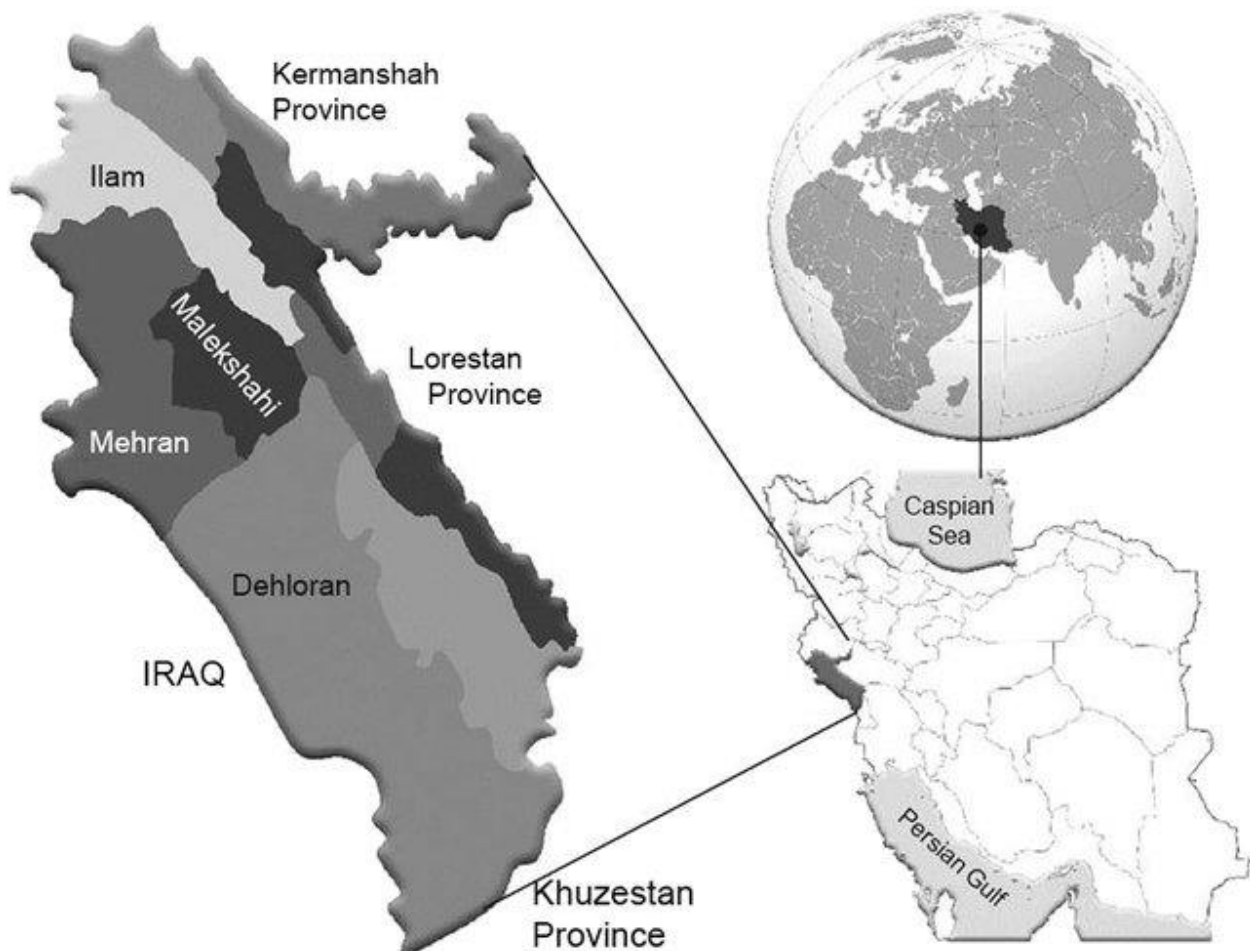 Kermanshah
Province
Ilam
Malekshahi
Lorestan
Province
Mehran
Dehloran
IRAQ
Khuzestan
Province
Caspian
Sea
Persian Gulf